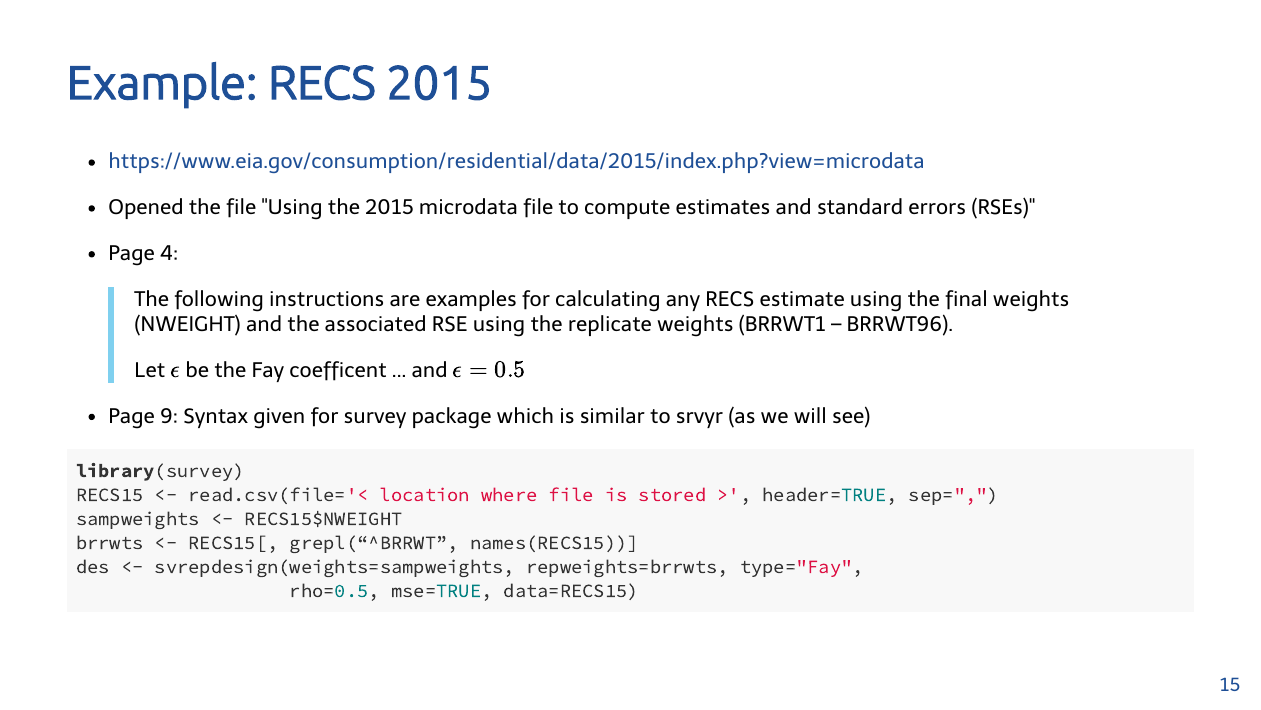 Example: RECS 2015
• https://www.eia.gov/consumption/residential/data/2015/index.php?view=microdata
• Opened the file "Using the 2015 microdata file to compute estimates and standard errors (RSEs)"
• Page 4:
The following instructions are examples for calculating any RECS estimate using the final weights
(NWEIGHT) and the associated RSE using the replicate weights (BRRWT1 – BRRWT96).
Let ϵ be the Fay coefficent ... and ϵ = 0.5
• Page 9: Syntax given for survey package which is similar to srvyr (as we will see)
library(survey)
RECS15 <- read.csv(file='< location where file is stored >', header=TRUE, sep=",")
sampweights <- RECS15$NWEIGHT
brrwts <- RECS15[, grepl(“^BRRWT”, names(RECS15))]
des <- svrepdesign(weights=sampweights, repweights=brrwts, type="Fay",
                   rho=0.5, mse=TRUE, data=RECS15)
15